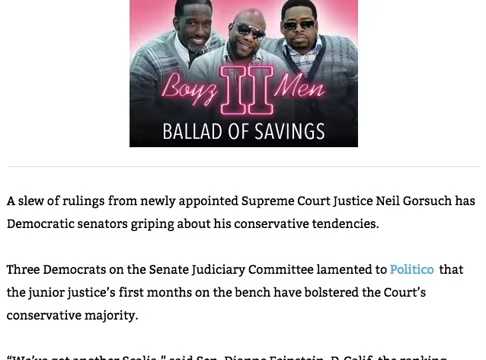 Boyz II Men
BALLAD OF SAVINGS
A slew of rulings from newly appointed Supreme Court Justice Neil Gorsuch has
Democratic senators griping about his conservative tendencies.
Three Democrats on the Senate Judiciary Committee lamented to Politico that
the junior justice's first months on the bench have bolstered the Court's
conservative majority.
“We've got another Scalia,” said Sen. Dianne Feinstein, D-Calif, the ranking